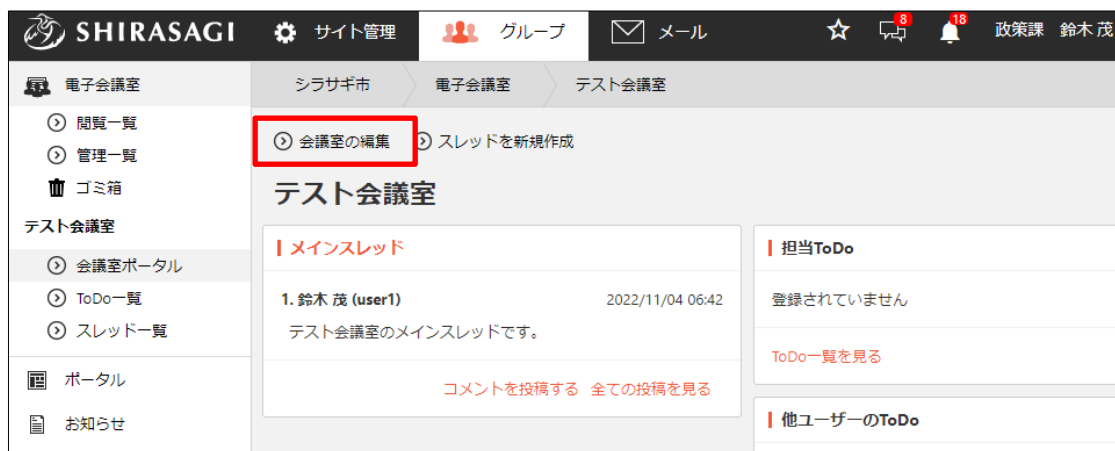 SHIRASAGI サイト管理 グループ メール 8 18 政策課 鈴木 茂
電子会議室
閲覧一覧
管理一覧
ゴミ箱
テスト会議室
会議室ポータル
ToDo一覧
スレッド一覧
ポータル
お知らせ
シラサギ市 電子会議室 テスト会議室
会議室の編集 スレッドを新規作成
テスト会議室
メインスレッド
1. 鈴木 茂 (user1) 2022/11/04 06:42
テスト会議室のメインスレッドです。
コメントを投稿する 全ての投稿を見る
担当ToDo
登録されていません
ToDo一覧を見る
他ユーザーのToDo